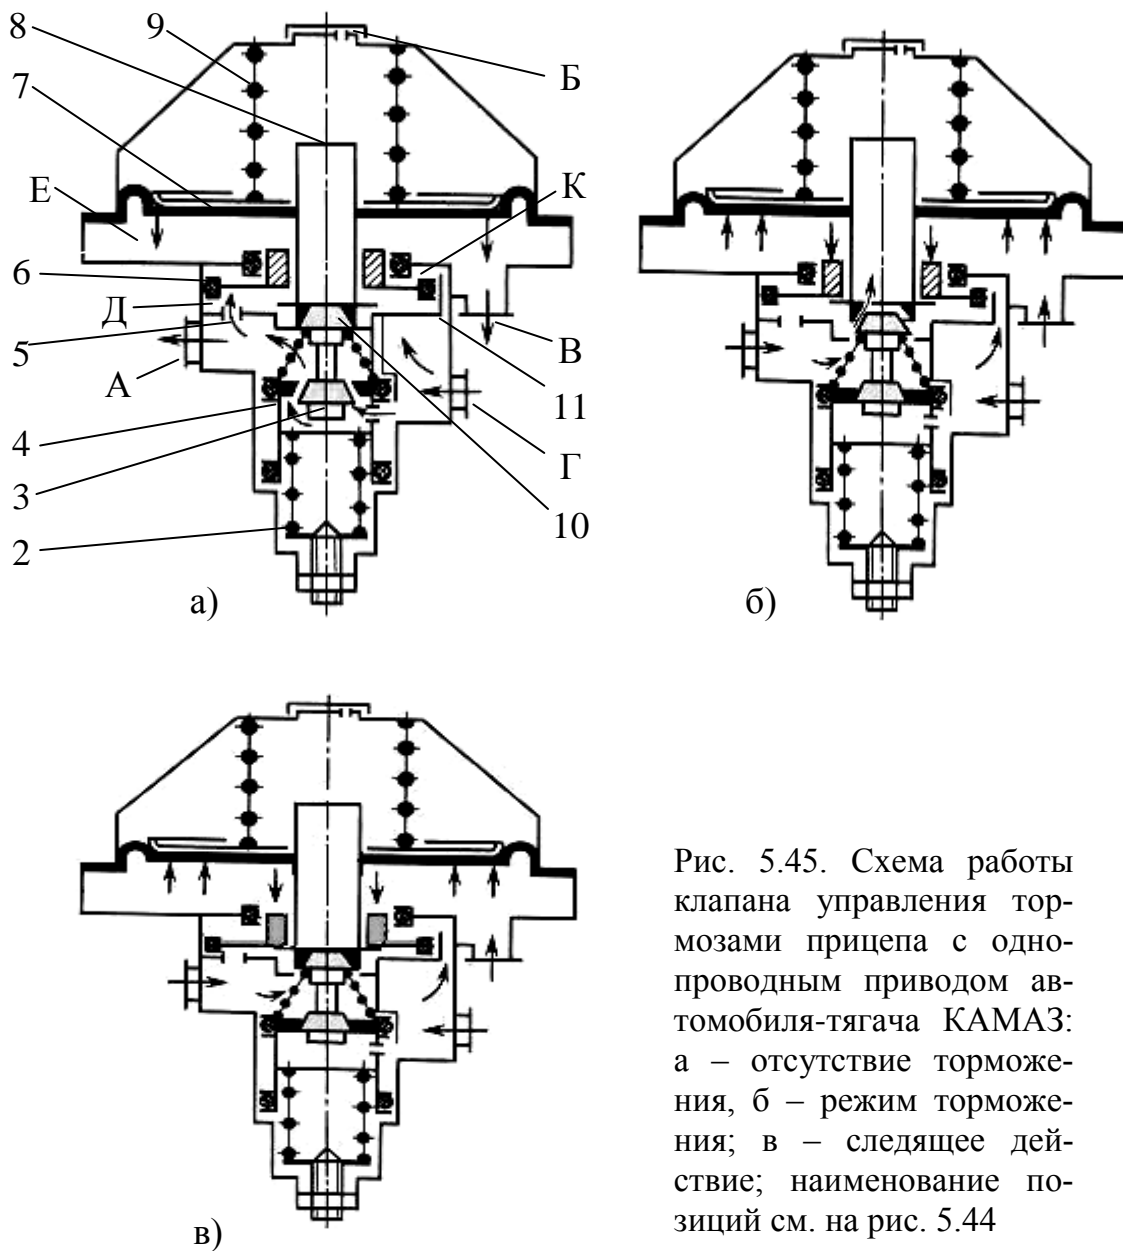 8
9
Б
7
Е
К
6
Д
5
В
А
11
4
Г
3
10
2
а)
б)
в)
Рис. 5.45. Схема работы
клапана управления тор-
мозами прицепа с одно-
проводным приводом ав-
томобиля-тягача КАМАЗ:
а – отсутствие торможе-
ния, б – режим торможе-
ния; в – следящее дей-
ствие; наименование по-
зиций см. на рис. 5.44